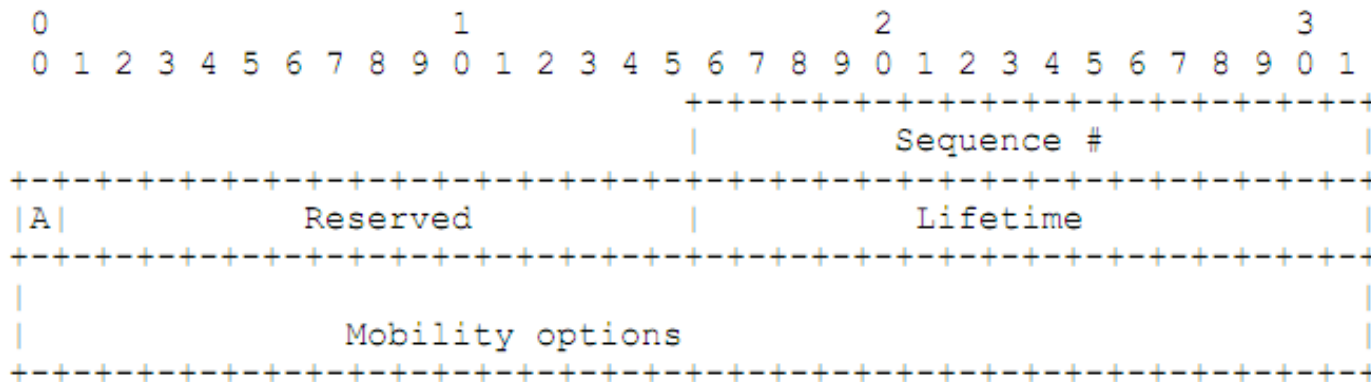 0                   1                   2                   3
0 1 2 3 4 5 6 7 8 9 0 1 2 3 4 5 6 7 8 9 0 1 2 3 4 5 6 7 8 9 0 1
                               +-+-+-+-+-+-+-+-+-+-+-+-+-+-+-+-+
                               |         Sequence #            |
+-+-+-+-+-+-+-+-+-+-+-+-+-+-+-+-+-+-+-+-+-+-+-+-+-+-+-+-+-+-+-+-+
|A|           Reserved          |          Lifetime             |
+-+-+-+-+-+-+-+-+-+-+-+-+-+-+-+-+-+-+-+-+-+-+-+-+-+-+-+-+-+-+-+-+
|                                                               |
|               Mobility options                                |
+-+-+-+-+-+-+-+-+-+-+-+-+-+-+-+-+-+-+-+-+-+-+-+-+-+-+-+-+-+-+-+-+